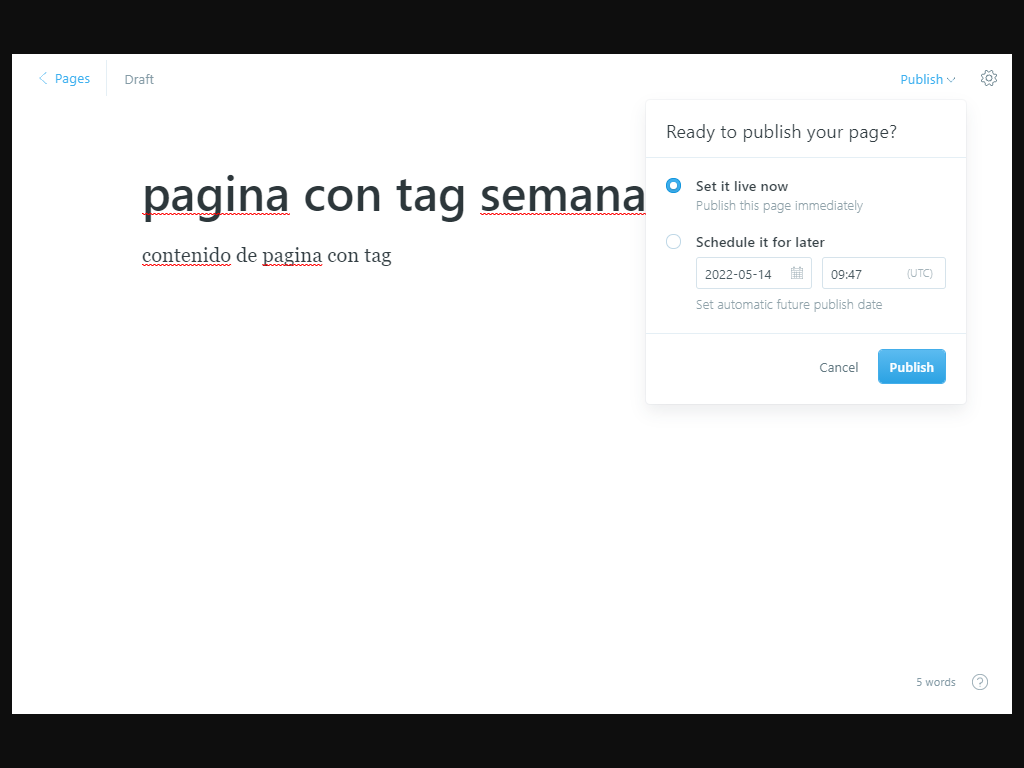 Pages
Draft
Publish
Ready to publish your page?
pagina con tag semana
contenido de pagina con tag
Set it live now
Publish this page immediately
Schedule it for later
2022-05-14
09:47 (UTC)
Set automatic future publish date
Cancel
Publish
5 words
?